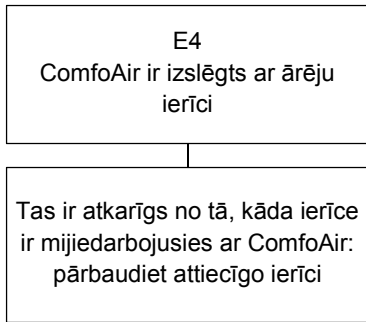 E4
ComfoAir ir izslēgts ar ārēju
ierīci
Tas ir atkarīgs no tā, kāda ierīce
ir mijiedarbojusies ar ComfoAir:
pārbaudiet attiecīgo ierīci